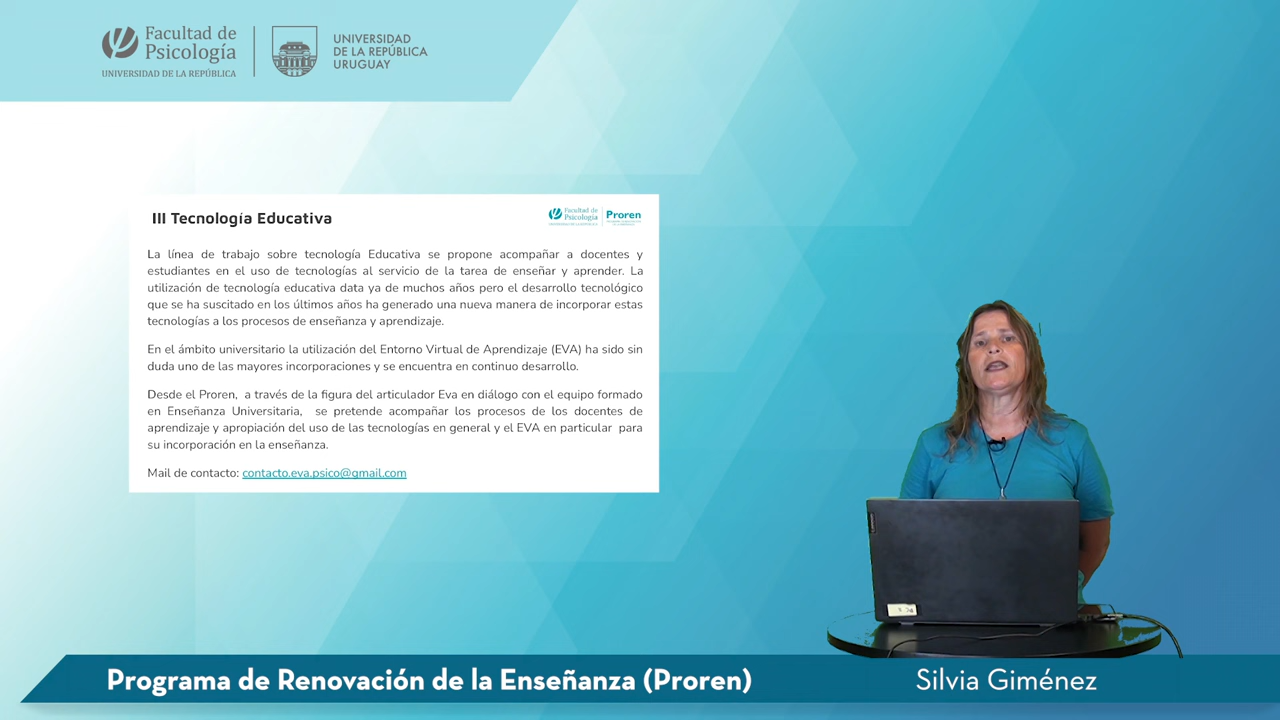 Facultad de
Psicología
UNIVERSIDAD DE LA REPÚBLICA
UNIVERSIDAD
DE LA REPÚBLICA
URUGUAY
III Tecnología Educativa
Facultad de
Psicología
UNIVERSIDAD DE LA REPÚBLICA
Proren
La línea de trabajo sobre tecnología Educativa se propone acompañar a docentes y
estudiantes en el uso de tecnologías al servicio de la tarea de enseñar y aprender. La
utilización de tecnología educativa data ya de muchos años pero el desarrollo tecnológico
que se ha suscitado en los últimos años ha generado una nueva manera de incorporar estas
tecnologías a los procesos de enseñanza y aprendizaje.
En el ámbito universitario la utilización del Entorno Virtual de Aprendizaje (EVA) ha sido sin
duda uno de las mayores incorporaciones y se encuentra en continuo desarrollo.
Desde el Proren, a través de la figura del articulador Eva en diálogo con el equipo formado
en Enseñanza Universitaria, se pretende acompañar los procesos de los docentes de
aprendizaje y apropiación del uso de las tecnologías en general y el EVA en particular para
su incorporación en la enseñanza.
Mail de contacto: contacto.eva.psico@gmail.com
Programa de Renovación de la Enseñanza (Proren)
Silvia Giménez